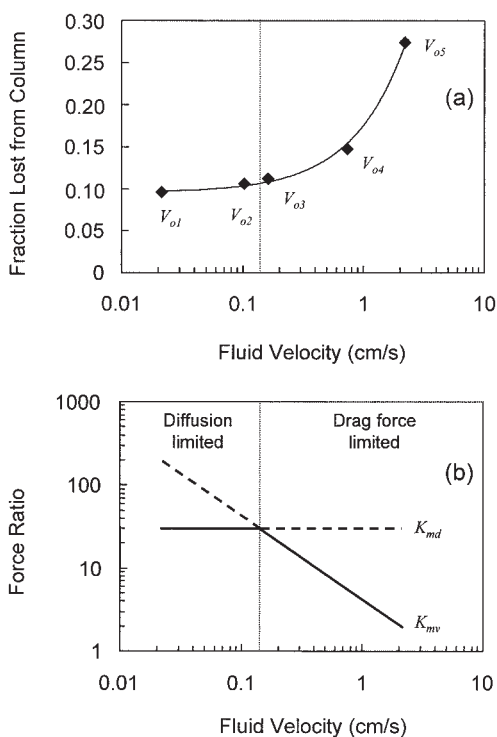 Fraction Lost from Column
0.30
0.25
0.20
0.15
0.10
0.05
0
(a)
V_o1
V_o2
V_o3
V_o4
V_o5
0.01
0.1
1
10
Fluid Velocity (cm/s)
Force Ratio
1000
100
10
1
Diffusion
limited
Drag force
limited
(b)
K_md
K_mv
0.01
0.1
1
10
Fluid Velocity (cm/s)